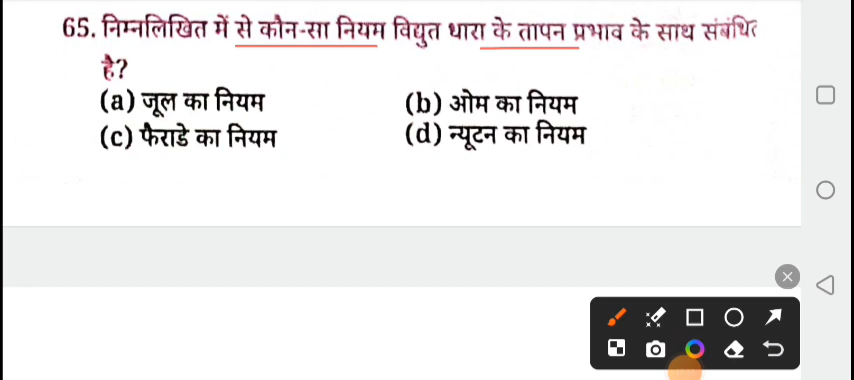 65. निम्नलिखित में से कौन-सा नियम विद्युत धारा के तापन प्रभाव के साथ संबंधित
है?
(a) जूल का नियम (b) ओम का नियम
(c) फैराडे का नियम (d) न्यूटन का नियम